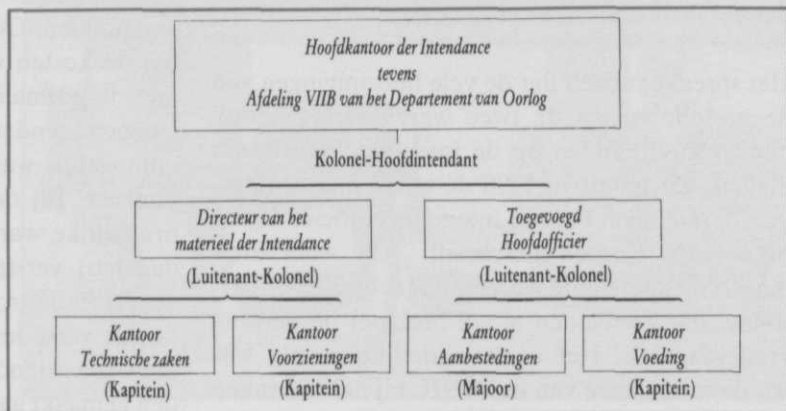 Hoofdkantoor der Intendance
tevens
Afdeling VIIB van het Departement van Oorlog
Kolonel-Hoofdintendant
Directeur van het
materieel der Intendance
(Luitenant-Kolonel)
Toegevoegd
Hoofdofficier
(Luitenant-Kolonel)
Kantoor
Technische zaken
(Kapitein)
Kantoor
Voorzieningen
(Kapitein)
Kantoor
Aanbestedingen
(Majoor)
Kantoor
Voeding
(Kapitein)